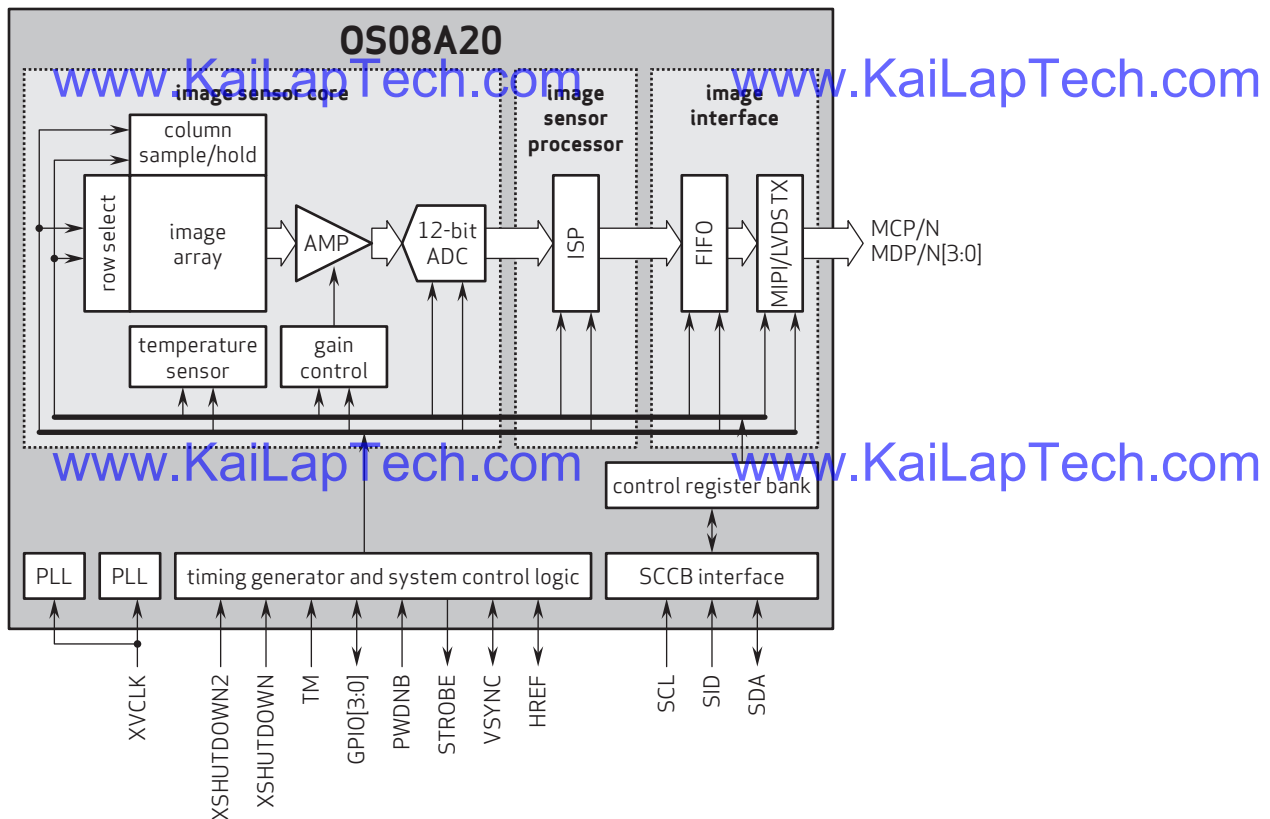 OS08A20
www.KaiLapTech.com
www.KaiLapTech.com
image sensor core
image
sensor
processor
image
interface
column
sample/hold
row select
image
array
AMP
12-bit
ADC
ISP
FIFO
MIPI/LVDS TX
MCP/N
MDP/N[3:0]
temperature
sensor
gain
control
www.KaiLapTech.com
www.KaiLapTech.com
control register bank
PLL
PLL
timing generator and system control logic
SCCB interface
XVCLK
XSHUTDOWN2
XSHUTDOWN
TM
GPIO[3:0]
PWDNB
STROBE
VSYNC
HREF
SCL
SID
SDA